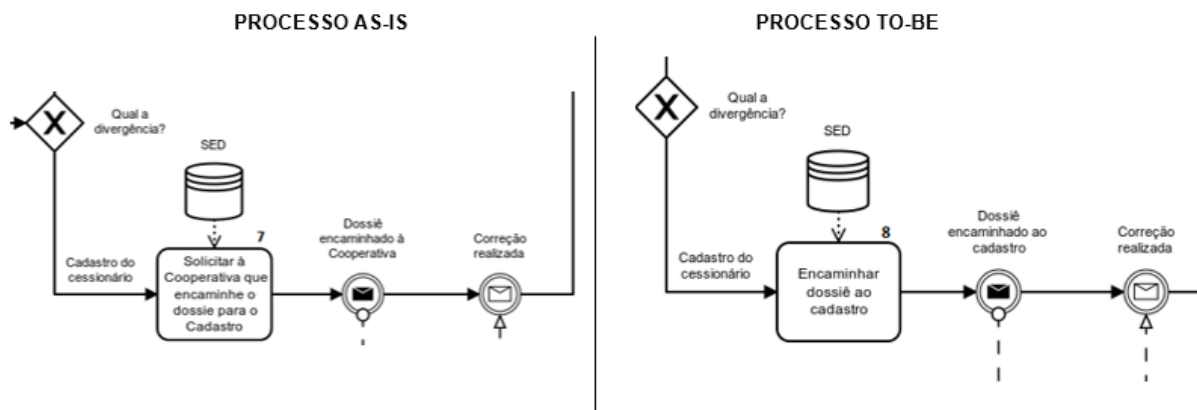 PROCESSO AS-IS
Qual a
divergência?
SED
7
Solicitar à
Cooperativa que
encaminhe o
dossie para o
Cadastro
Cadastro do
cessionário
Dossiê
encaminhado à
Cooperativa
Correção
realizada
PROCESSO TO-BE
Qual a
divergência?
SED
8
Encaminhar
dossiê ao
cadastro
Cadastro do
cessionário
Dossiê
encaminhado ao
cadastro
Correção
realizada